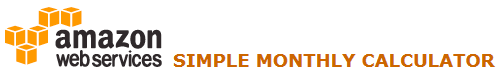 amazon
web services
SIMPLE MONTHLY CALCULATOR